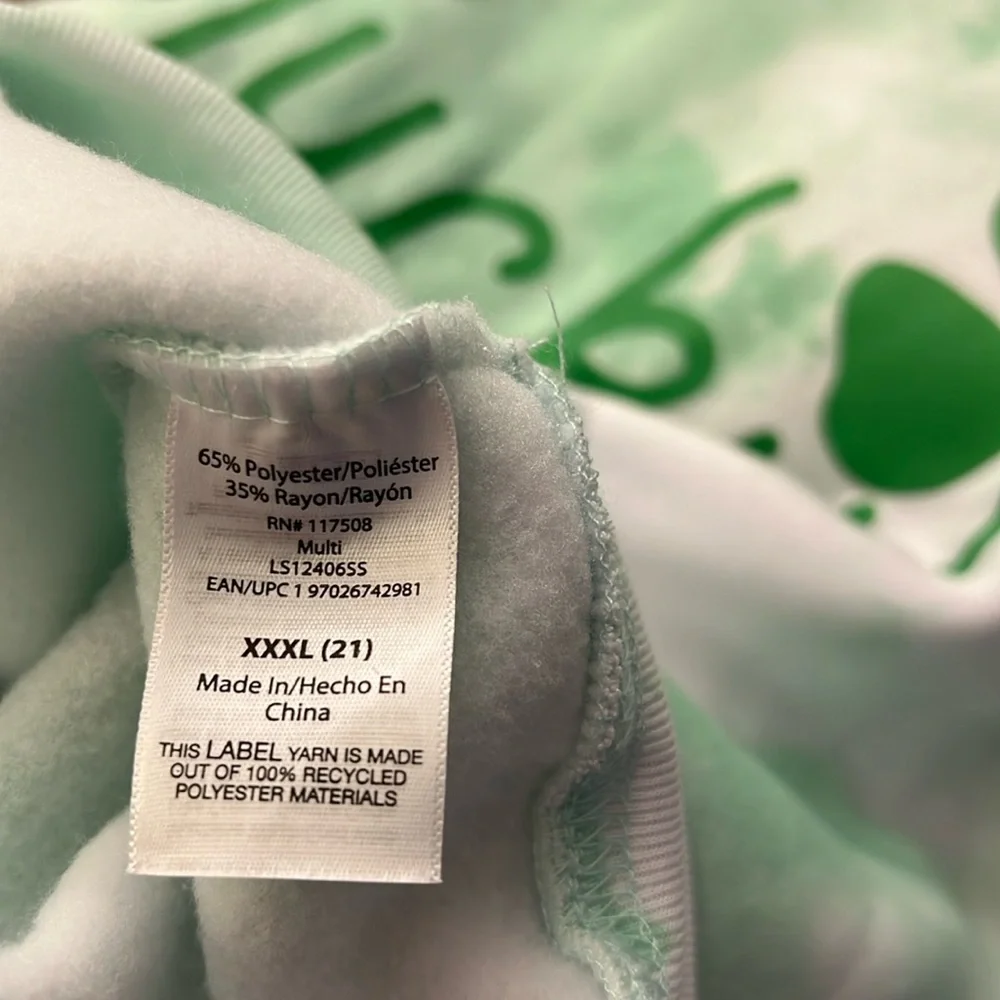 65% Polyester/Poliéster
35% Rayon/Rayón
RN# 117508
Multi
LS12406SS
EAN/UPC 1 97026742981
XXXL (21)
Made In/Hecho En
China
THIS LABEL YARN IS MADE
OUT OF 100% RECYCLED
POLYESTER MATERIALS